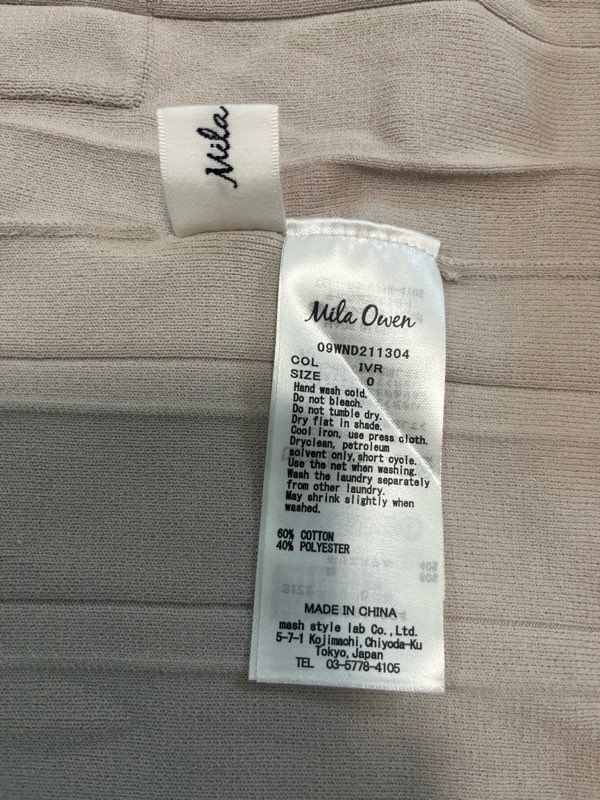 Mila
Mila Owen
09WND211304
COL IVR
SIZE 0
Hand wash cold.
Do not bleach.
Do not tumble dry.
Dry flat in shade.
Cool iron, use press cloth.
Dryclean, petroleum
solvent only, short cycle.
Use the net when washing.
Wash the laundry separately
from other laundry.
May shrink slightly when
washed.
60% COTTON
40% POLYESTER
MADE IN CHINA
mash style lab Co., Ltd.
5-7-1 Kojimachi, Chiyoda-Ku
Tokyo, Japan
TEL 03-5778-4105